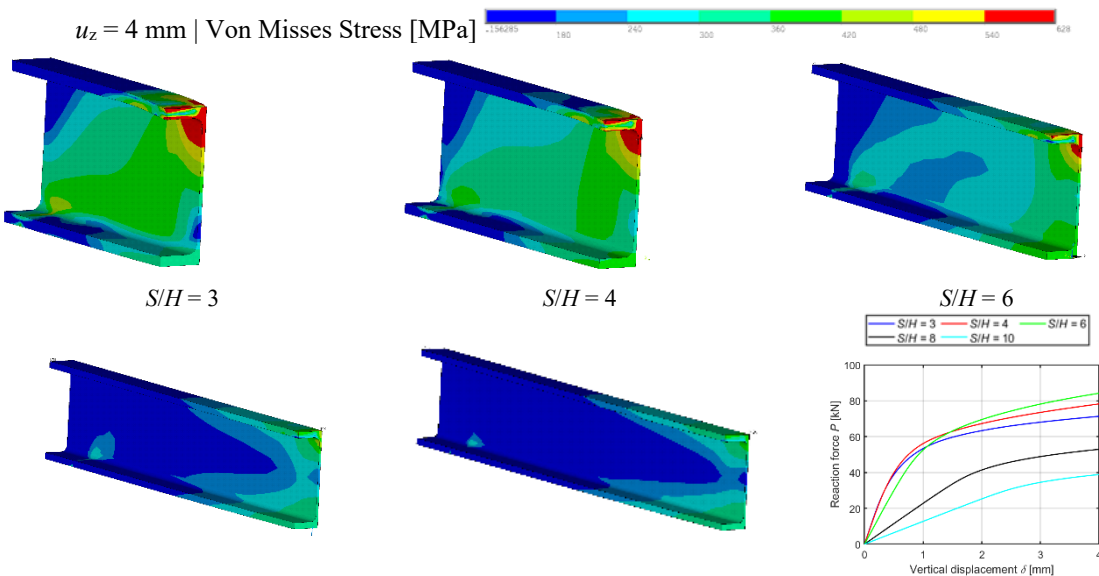 u_z = 4 mm | Von Misses Stress [MPa]
.156285 180 240 300 360 420 480 540 628
S/H = 3
S/H = 4
S/H = 6
S/H = 3 S/H = 4 S/H = 6
S/H = 8 S/H = 10
100
80
60
40
20
0
Reaction force P [kN]
0 1 2 3 4
Vertical displacement δ [mm]